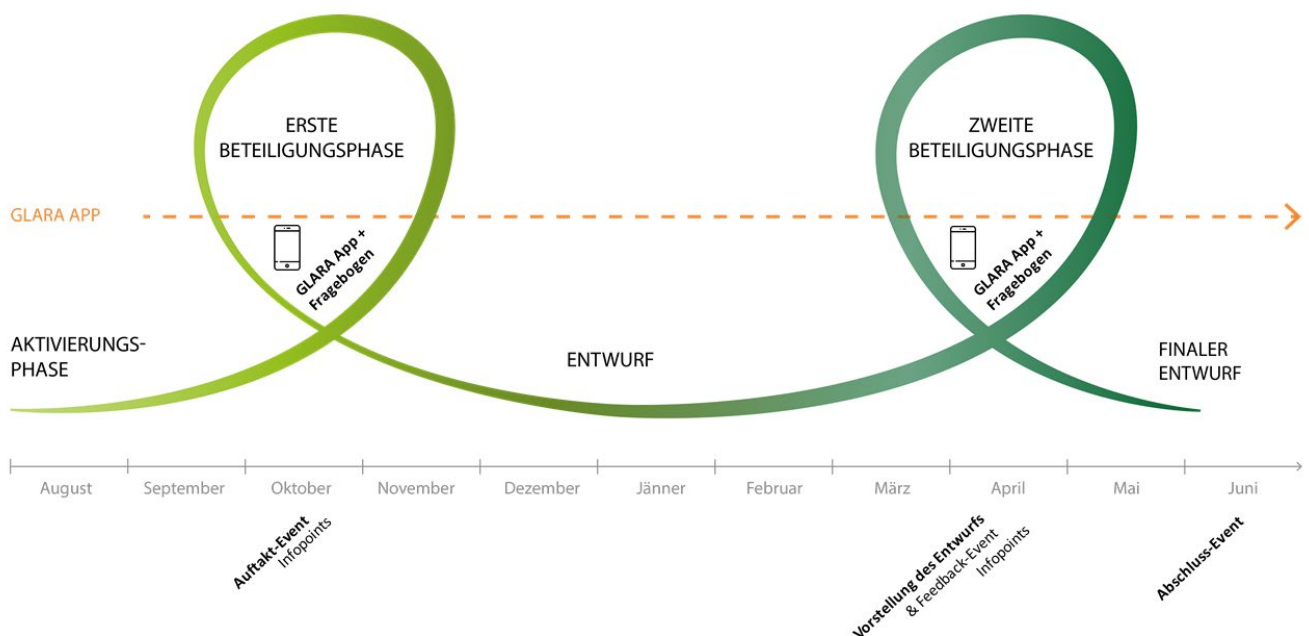 ERSTE
BETEILIGUNGSPHASE
ZWEITE
BETEILIGUNGSPHASE
GLARA APP
GLARA App +
Fragebogen
GLARA App +
Fragebogen
AKTIVIERUNGS-
PHASE
ENTWURF
FINALER
ENTWURF
August
September
Oktober
November
Dezember
Jänner
Februar
März
April
Mai
Juni
Auftakt-Event
Infopoints
Vorstellung des Entwurfs
& Feedback-Event
Infopoints
Abschluss-Event